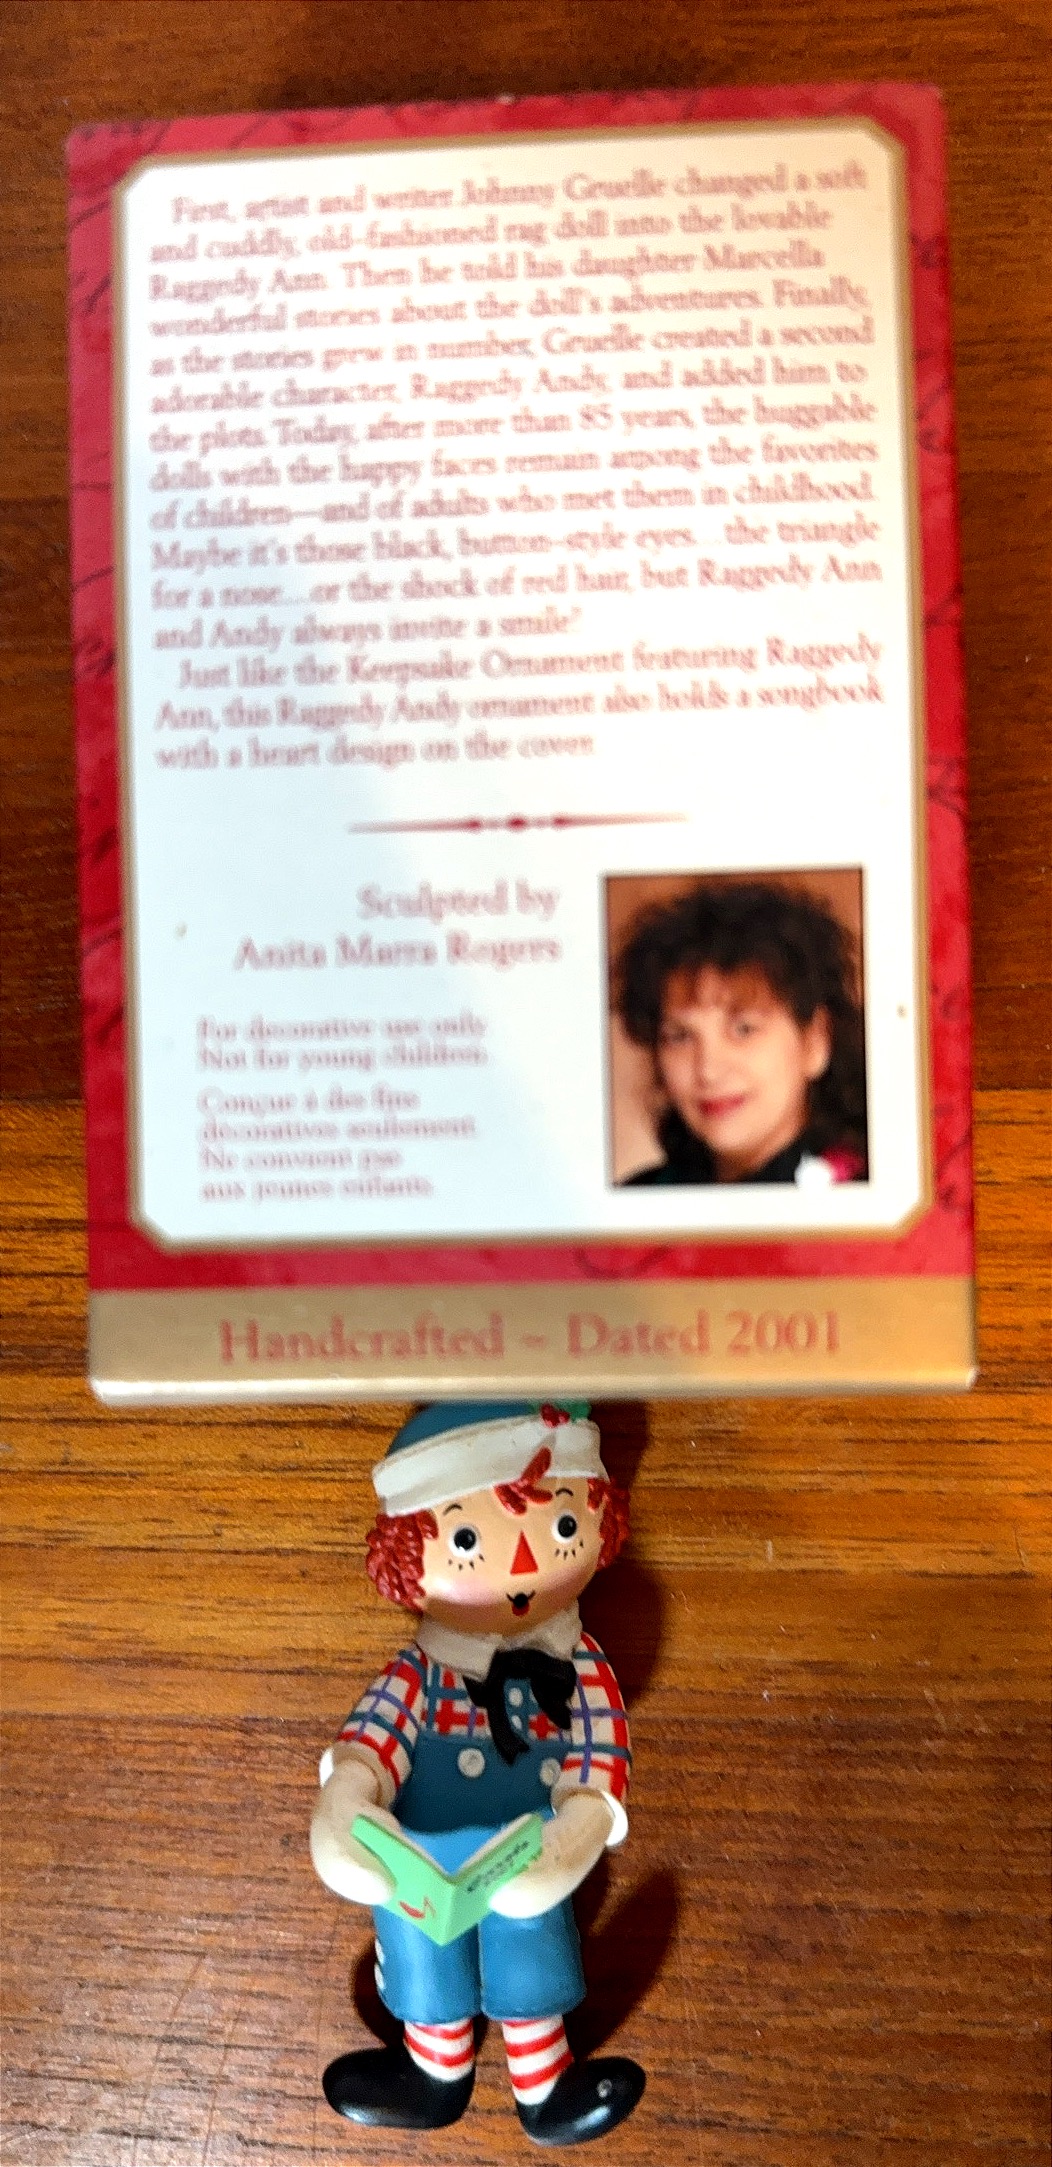 First, artist and writer Johnny Gruelle changed a soft
and cuddly, old-fashioned rag doll into the lovable
Raggedy Ann. Then he told his daughter Marcella
wonderful stories about the doll's adventures. Finally,
as the stories grew in number, Gruelle created a second
adorable character, Raggedy Andy, and added him to
the plots. Today, after more than 85 years, the huggable
dolls with the happy faces remain among the favorites
of children—and of adults who met them in childhood.
Maybe it's those black, button-style eyes...the triangle
for a nose...or the shock of red hair, but Raggedy Ann
and Andy always invite a smile!
Just like the Keepsake Ornament featuring Raggedy
Ann, this Raggedy Andy ornament also holds a songbook
with a heart design on the cover.
Sculpted by
Anita Marra Rogers
For decorative use only.
Not for young children.
Conçue à des fins
décoratives seulement.
Ne convient pas
aux jeunes enfants.
Handcrafted ~ Dated 2001